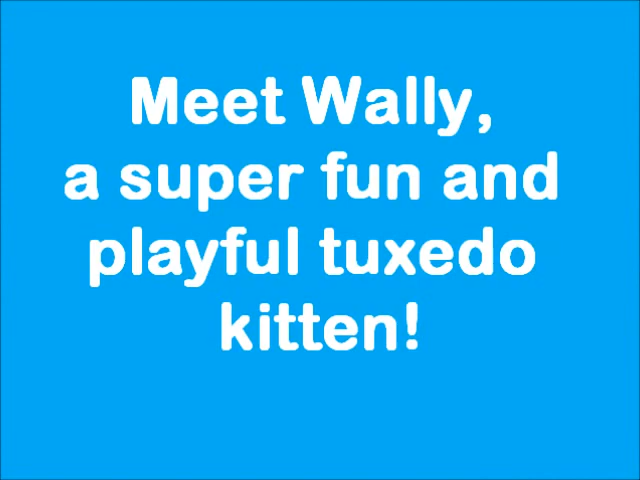 Meet Wally,
a super fun and
playful tuxedo
kitten!